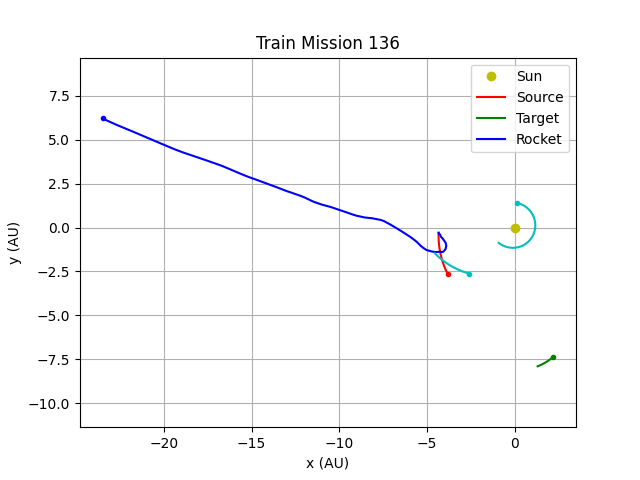 Train Mission 136
Sun
Source
Target
Rocket
y (AU)
7.5
5.0
2.5
0.0
−2.5
−5.0
−7.5
−10.0
−20
−15
−10
−5
0
x (AU)